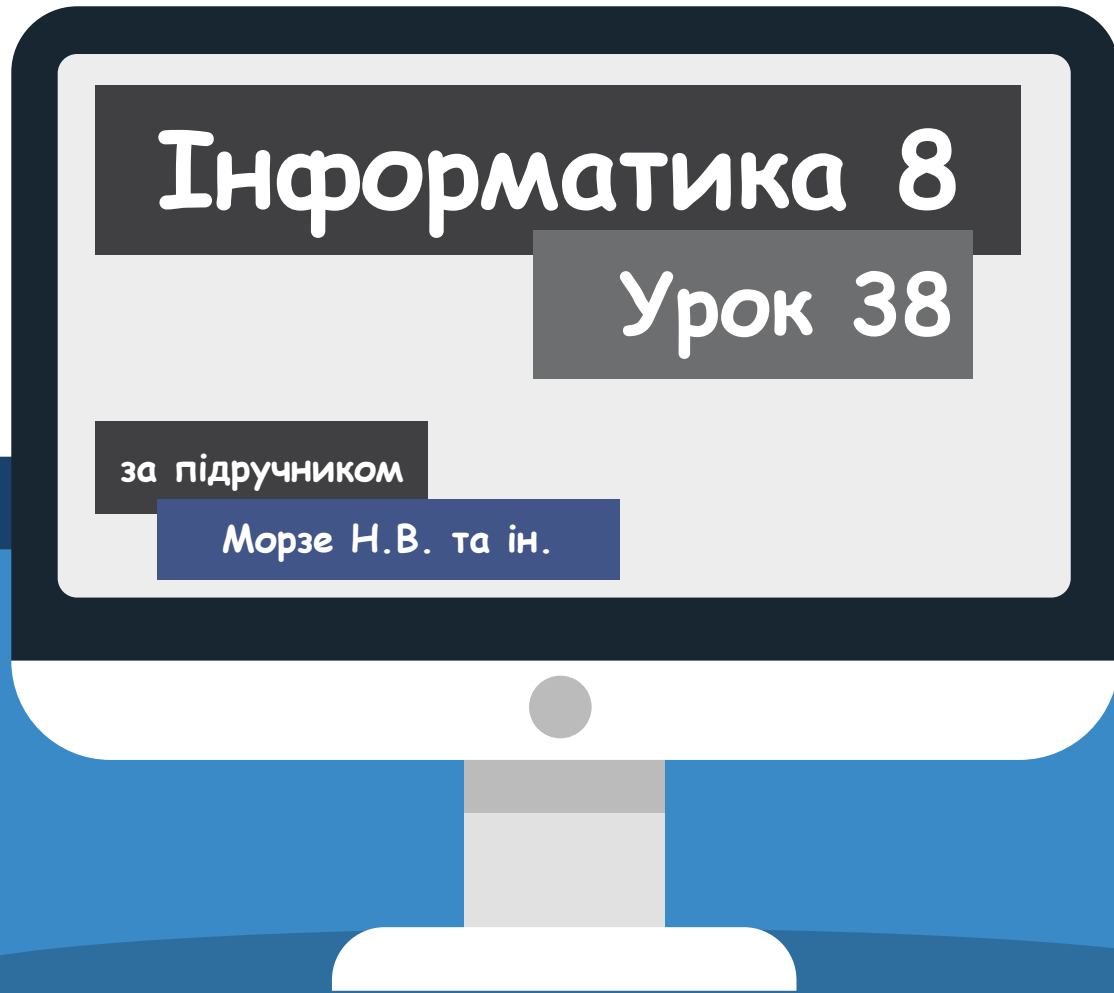 Інформатика 8
Урок 38
за підручником
Морзе Н.В. та ін.